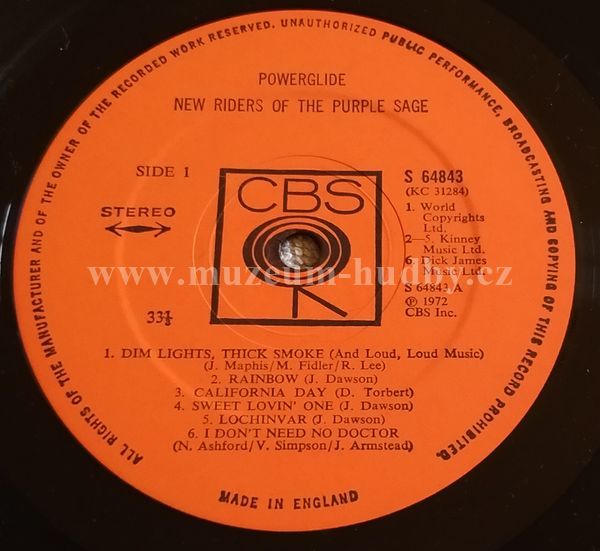 ALL RIGHTS OF THE MANUFACTURER AND OF THE OWNER OF THE RECORDED WORK RESERVED. UNAUTHORIZED PUBLIC PERFORMANCE, BROADCASTING AND COPYING OF THIS RECORD PROHIBITED.
POWERGLIDE
NEW RIDERS OF THE PURPLE SAGE
SIDE 1
STEREO
33⅓
CBS
R
S 64843
(KC 31284)
1. World
Copyrights
Ltd.
2—5. Kinney
Music Ltd.
6. Dick James
Music Ltd.
S 64843 A
℗ 1972
CBS Inc.
www.muzeum-hudby.cz
1. DIM LIGHTS, THICK SMOKE (And Loud, Loud Music)
(J. Maphis/M. Fidler/R. Lee)
2. RAINBOW (J. Dawson)
3. CALIFORNIA DAY (D. Torbert)
4. SWEET LOVIN' ONE (J. Dawson)
5. LOCHINVAR (J. Dawson)
6. I DON'T NEED NO DOCTOR
(N. Ashford/V. Simpson/J. Armstead)
MADE IN ENGLAND